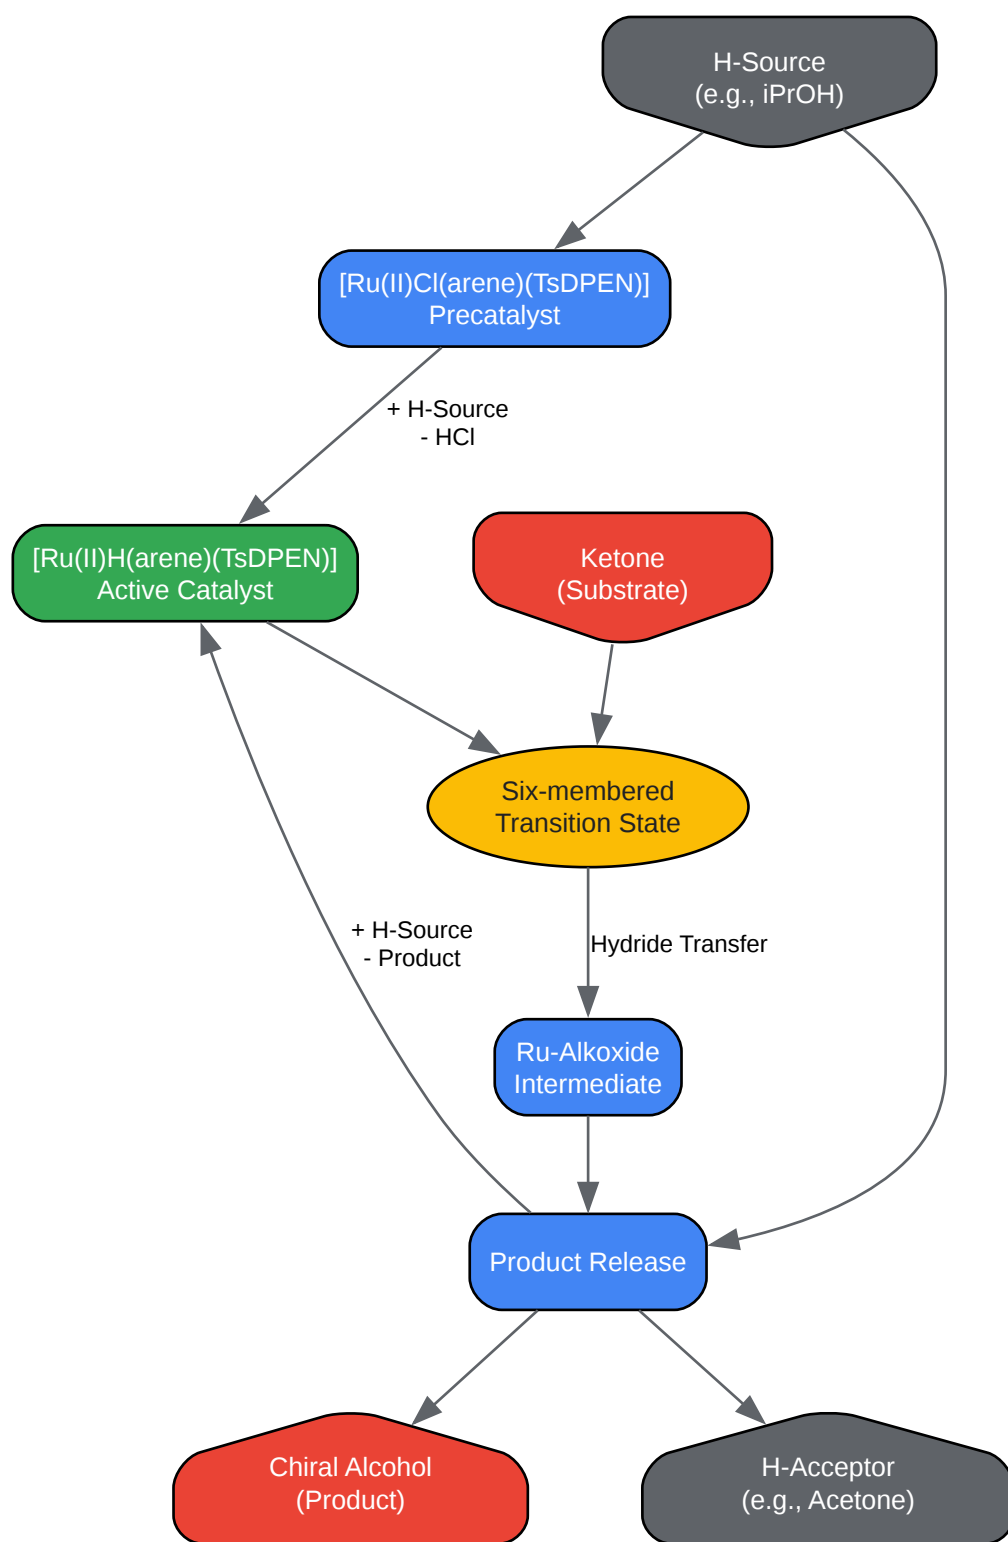 H-Source
(e.g., iPrOH)
[Ru(II)Cl(arene)(TsDPEN)]
Precatalyst
+ H-Source
- HCl
[Ru(II)H(arene)(TsDPEN)]
Active Catalyst
Ketone
(Substrate)
Six-membered
Transition State
+ H-Source
- Product
Hydride Transfer
Ru-Alkoxide
Intermediate
Product Release
Chiral Alcohol
(Product)
H-Acceptor
(e.g., Acetone)